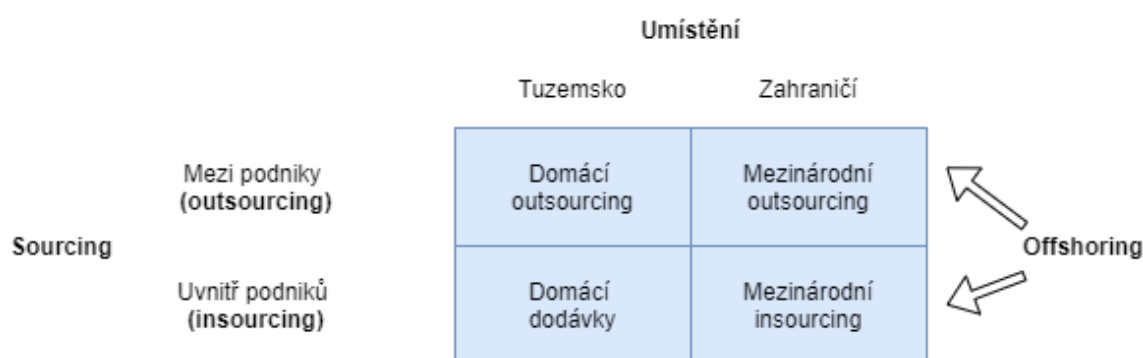 Umístění
Tuzemsko Zahraničí
Mezi podniky
(outsourcing)
Domácí
outsourcing
Mezinárodní
outsourcing
Sourcing
Offshoring
Uvnitř podniků
(insourcing)
Domácí
dodávky
Mezinárodní
insourcing